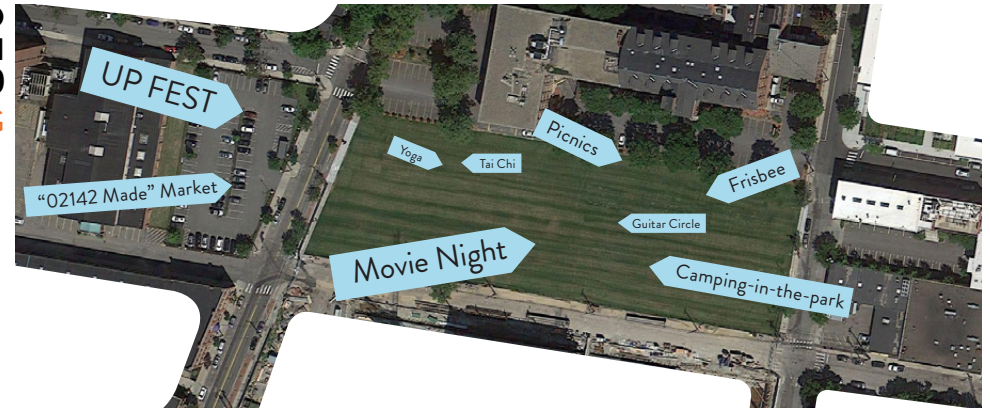 UP FEST
Yoga
Tai Chi
Picnics
Frisbee
"02142 Made" Market
Guitar Circle
Movie Night
Camping-in-the-park